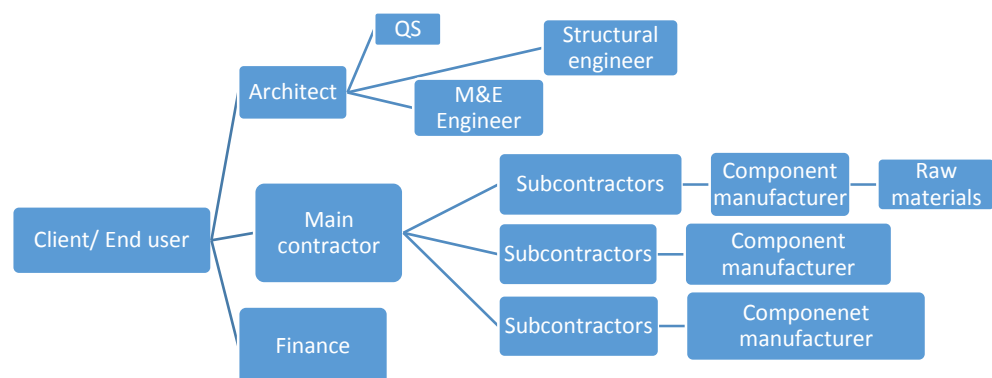 QS
Structural
engineer
Architect
M&E
Engineer
Client/ End user
Main
contractor
Subcontractors
Component
manufacturer
Raw
materials
Subcontractors
Component
manufacturer
Subcontractors
Componenet
manufacturer
Finance